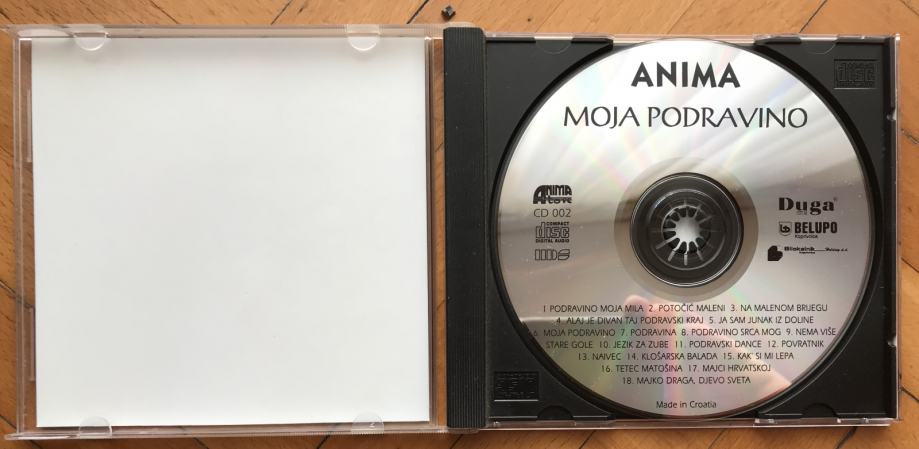 ANIMA
MOJA PODRAVINO
ANIMA
CD 002
COMPACT
disc
DIGITAL AUDIO
Duga
BELUPO
Koprivnica
Bilokalnik
1 PODRAVINO MOJA MILA 2. POTOČIĆ MALENI 3. NA MALENOM BRIJEGU
4. ALAJ JE DIVAN TAJ PODRAVSKI KRAJ 5. JA SAM JUNAK IZ DOLINE
6. MOJA PODRAVINO 7. PODRAVINA 8. PODRAVINO SRCA MOG 9. NEMA VIŠE
STARE GOLE 10. JEZIK ZA ZUBE 11. PODRAVSKI DANCE 12. POVRATNIK
13. NAIVEC 14. KLOŠARSKA BALADA 15. KAK' SI MI LEPA
16. TETEC MATOŠINA 17. MAJCI HRVATSKOJ
18. MAJKO DRAGA, DJEVO SVETA
Made in Croatia
COMPACT
disc